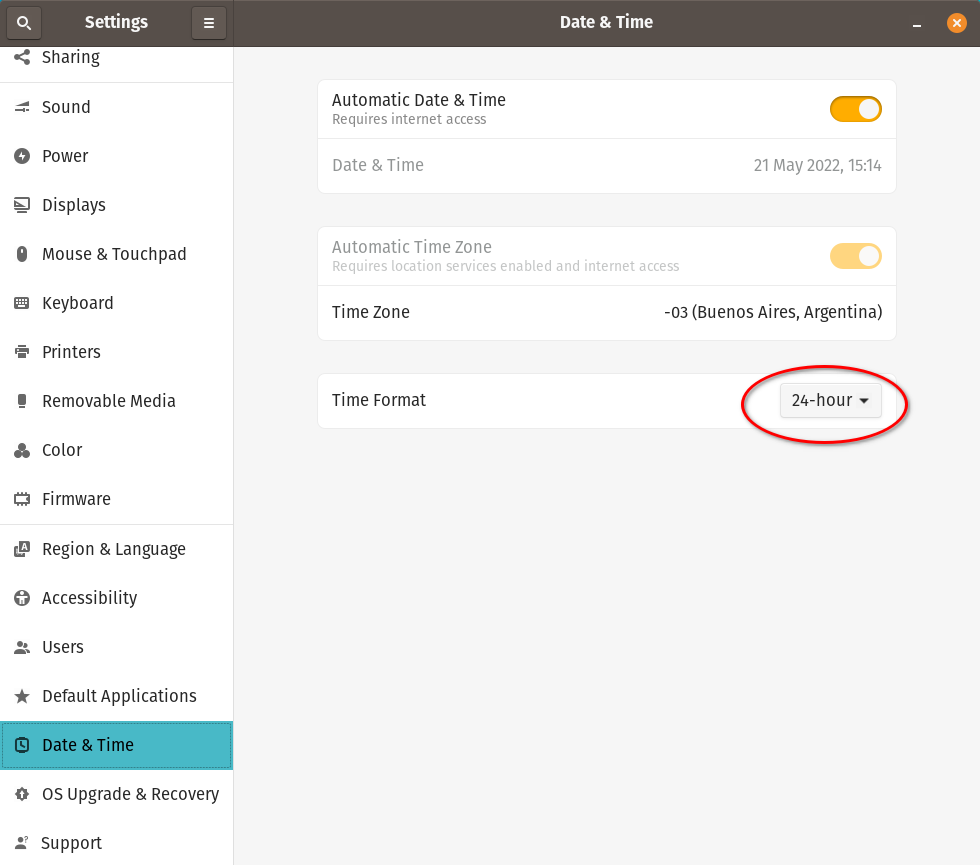 Settings
Date & Time
Sharing
Sound
Power
Displays
Mouse & Touchpad
Keyboard
Printers
Removable Media
Color
Firmware
Region & Language
Accessibility
Users
Default Applications
Date & Time
OS Upgrade & Recovery
Support
Automatic Date & Time
Requires internet access
Date & Time 21 May 2022, 15:14
Automatic Time Zone
Requires location services enabled and internet access
Time Zone -03 (Buenos Aires, Argentina)
Time Format 24-hour